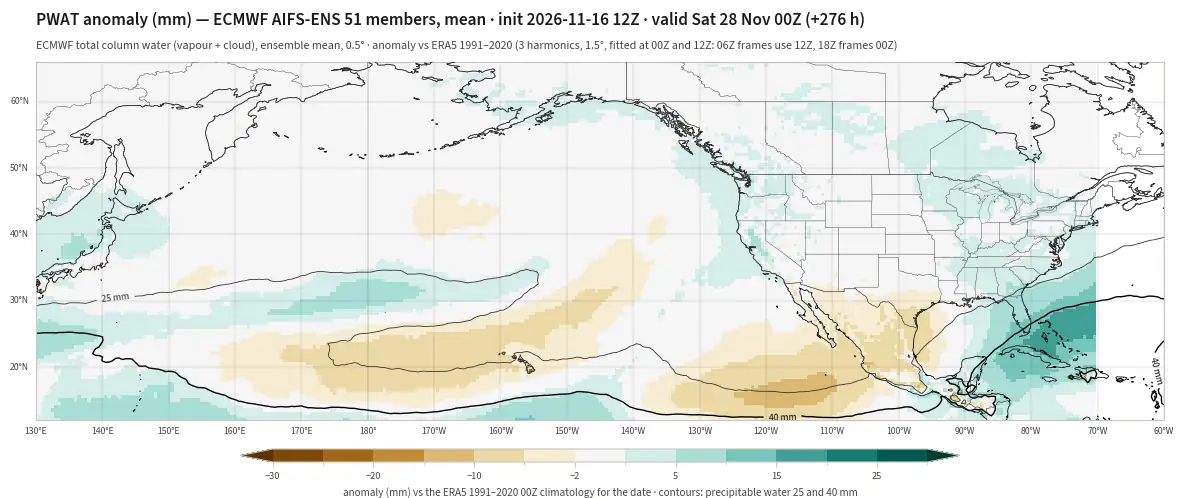 PWAT anomaly (mm) — ECMWF AIFS-ENS 51 members, mean · init 2026-11-16 12Z · valid Sat 28 Nov 00Z (+276 h)
ECMWF total column water (vapour + cloud), ensemble mean, 0.5° · anomaly vs ERA5 1991–2020 (3 harmonics, 1.5°, fitted at 00Z and 12Z: 06Z frames use 12Z, 18Z frames 00Z)
60°N
50°N
40°N
30°N
20°N
25 mm
40 mm
40 mm
130°E 140°E 150°E 160°E 170°E 180° 170°W 160°W 150°W 140°W 130°W 120°W 110°W 100°W 90°W 80°W 70°W 60°W
−30 −20 −10 −2 5 15 25
anomaly (mm) vs the ERA5 1991–2020 00Z climatology for the date · contours: precipitable water 25 and 40 mm